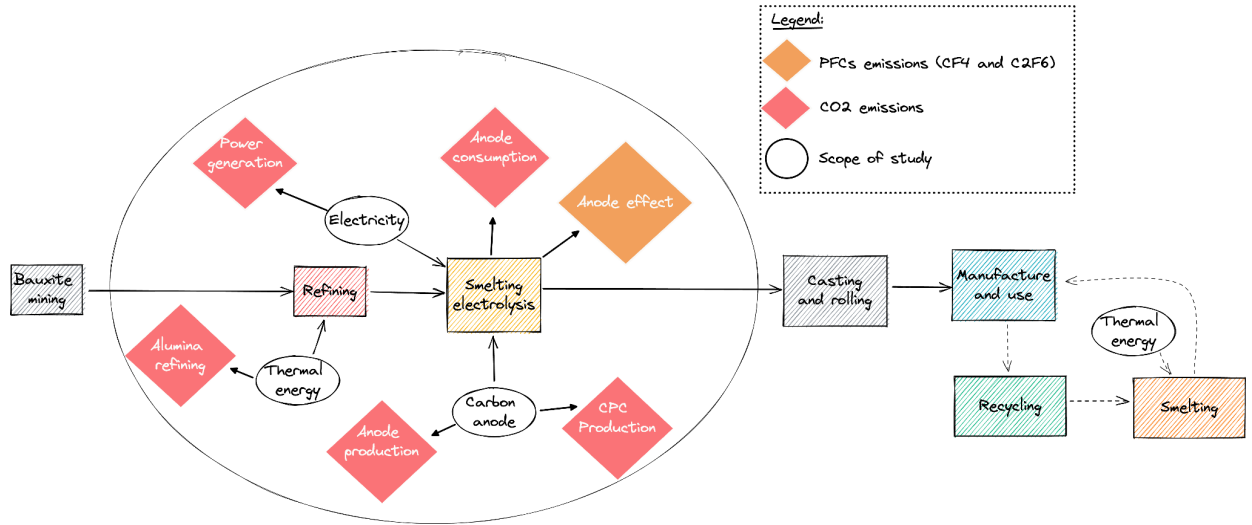 Legend:
PFCs emissions (CF4 and C2F6)
CO2 emissions
Scope of study
Power
generation
Anode
consumption
Anode effect
Electricity
Bauxite
mining
Refining
Smelting
electrolysis
Casting
and rolling
Manufacture
and use
Thermal
energy
Alumina
refining
Thermal
energy
Carbon
anode
CPC
Production
Anode
production
Recycling
Smelting